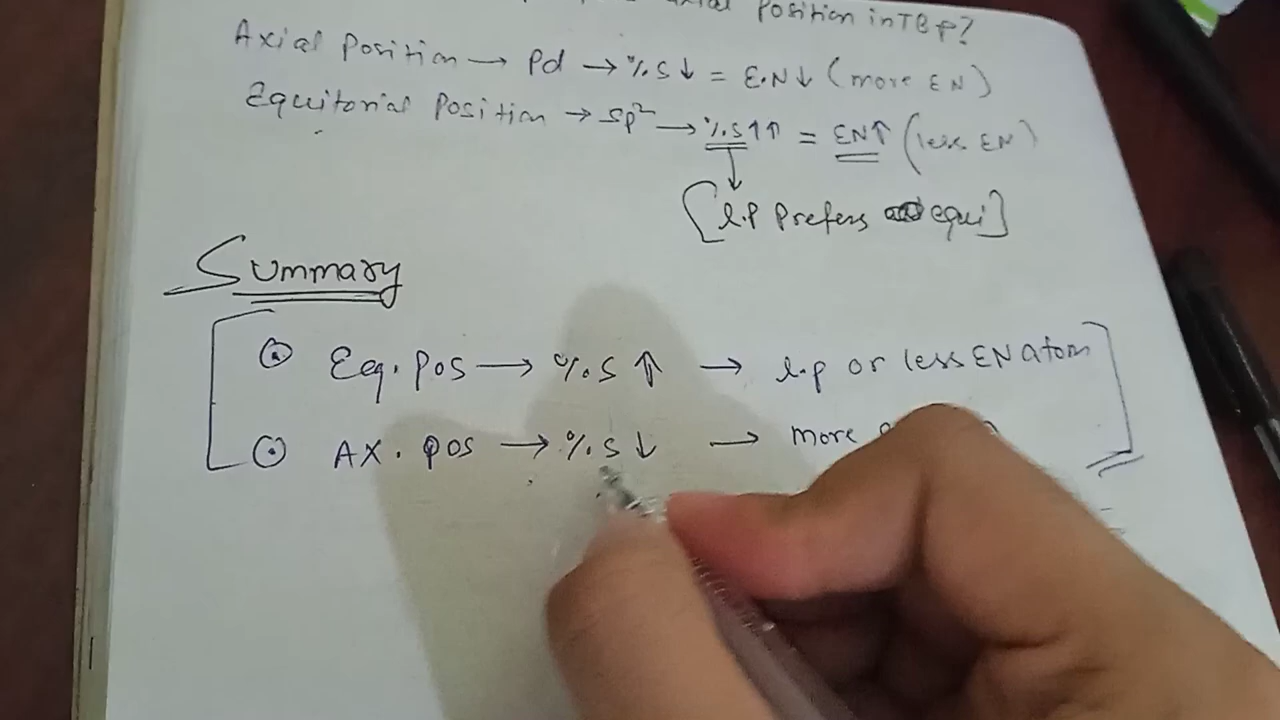 axial Position in TBP?
Axial Position → Pd → %.S ↓ = E.N ↓ (more EN)
Equitorial Position → sp² → %.S ↑↑ = EN↑ (less EN)
[l.p Prefers equi]
Summary
Eq. Pos → %.S ↑ → l.p or less EN atom
AX. pos → %.S ↓ → more